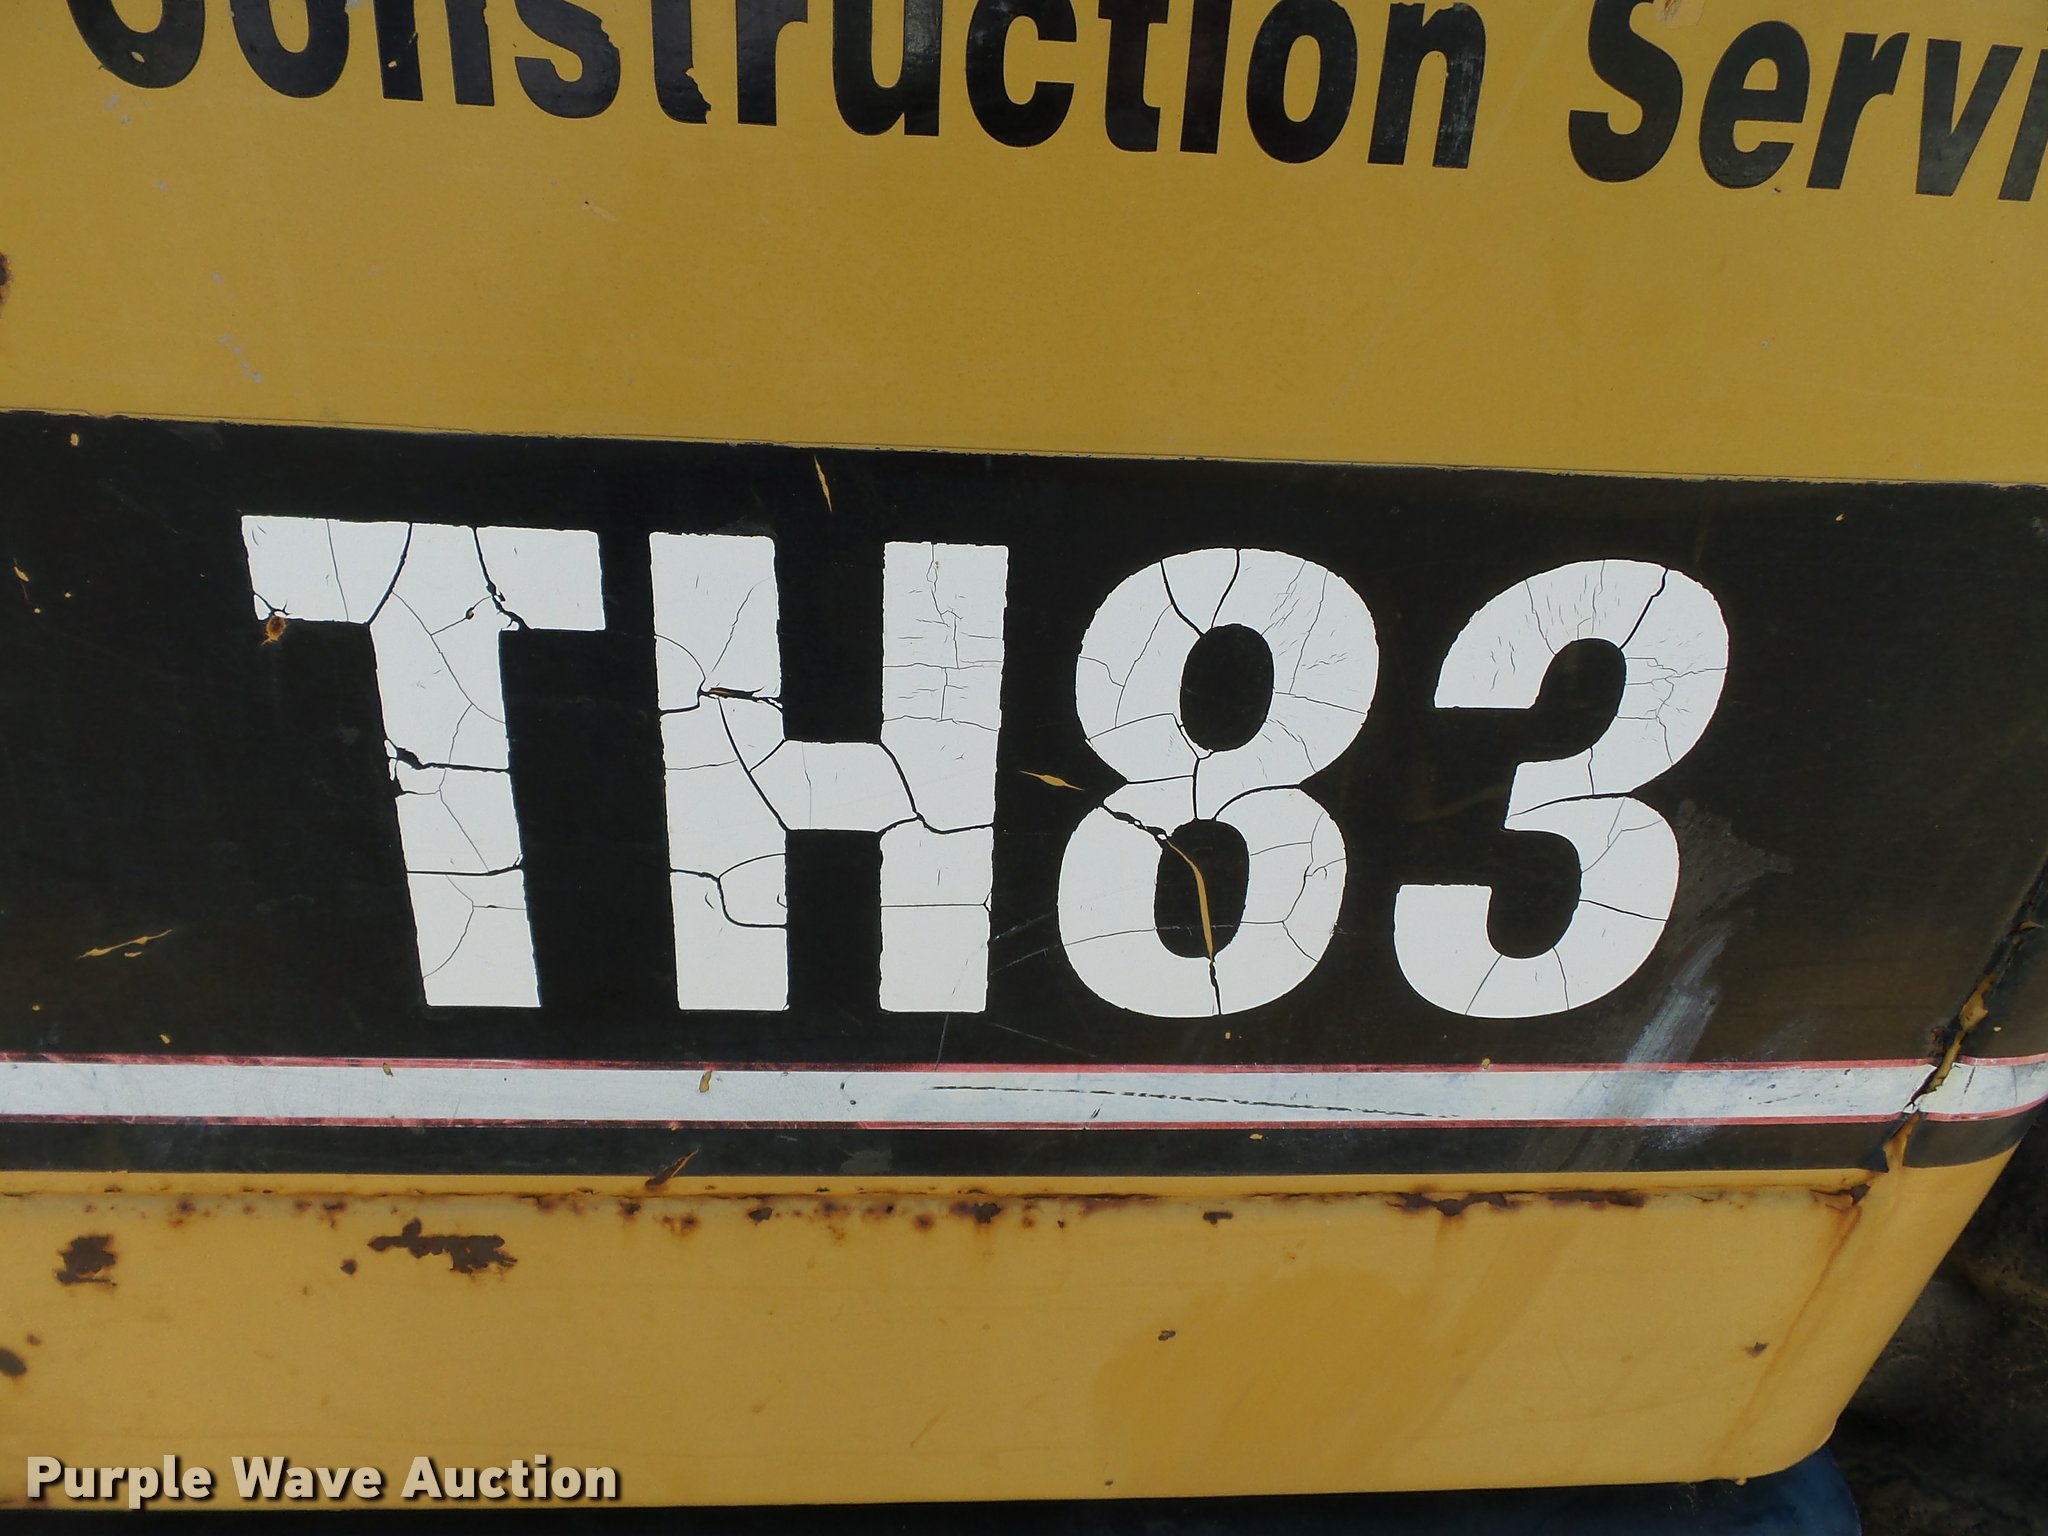 Construction Servi
TH83
Purple Wave Auction